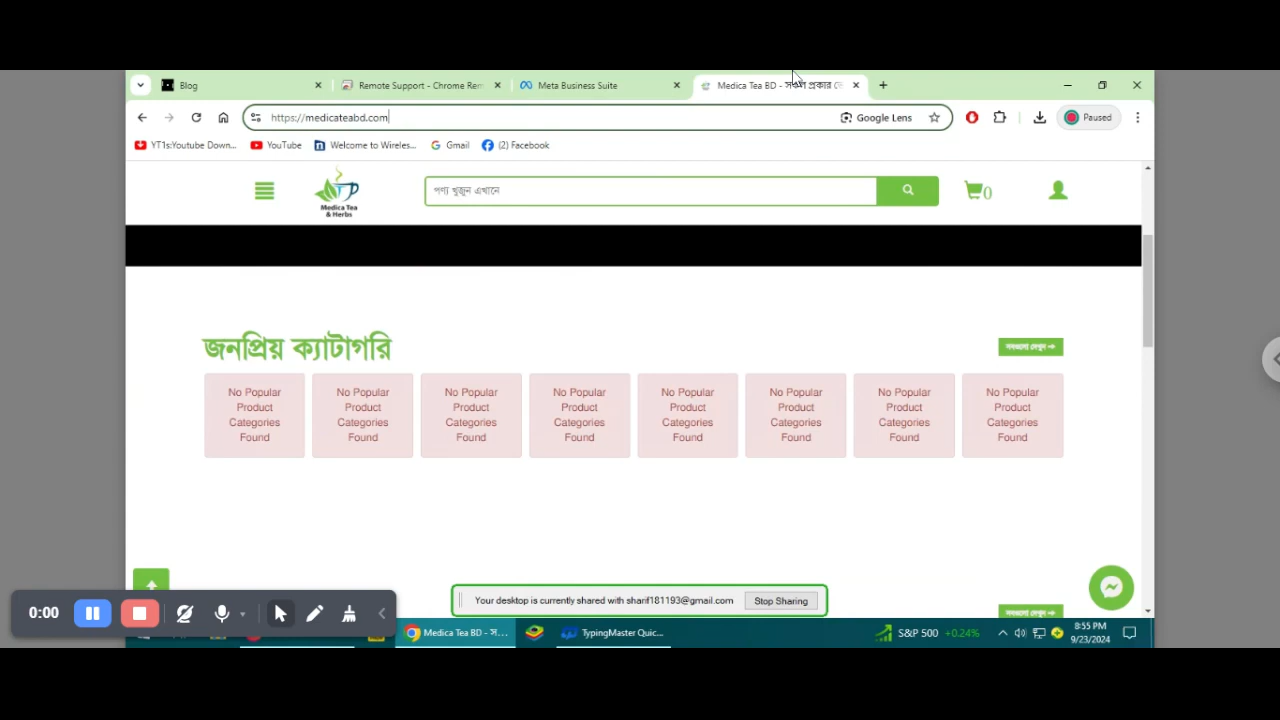 Blog
Remote Support - Chrome Rem
Meta Business Suite
Medica Tea BD - সকল প্রকার
https://medicateabd.com
Google Lens
Paused
YT1s:Youtube Down...
YouTube
Welcome to Wireles...
Gmail
(2) Facebook
Medica Tea
& Herbs
পণ্য খুজুন এখানে
0
জনপ্রিয় ক্যাটাগরি
সবগুলো দেখুন
No Popular Product Categories Found
No Popular Product Categories Found
No Popular Product Categories Found
No Popular Product Categories Found
No Popular Product Categories Found
No Popular Product Categories Found
No Popular Product Categories Found
No Popular Product Categories Found
সবগুলো দেখুন
0:00
Your desktop is currently shared with sharif181193@gmail.com
Stop Sharing
Medica Tea BD - স...
TypingMaster Quic...
S&P 500 +0.24%
8:55 PM
9/23/2024